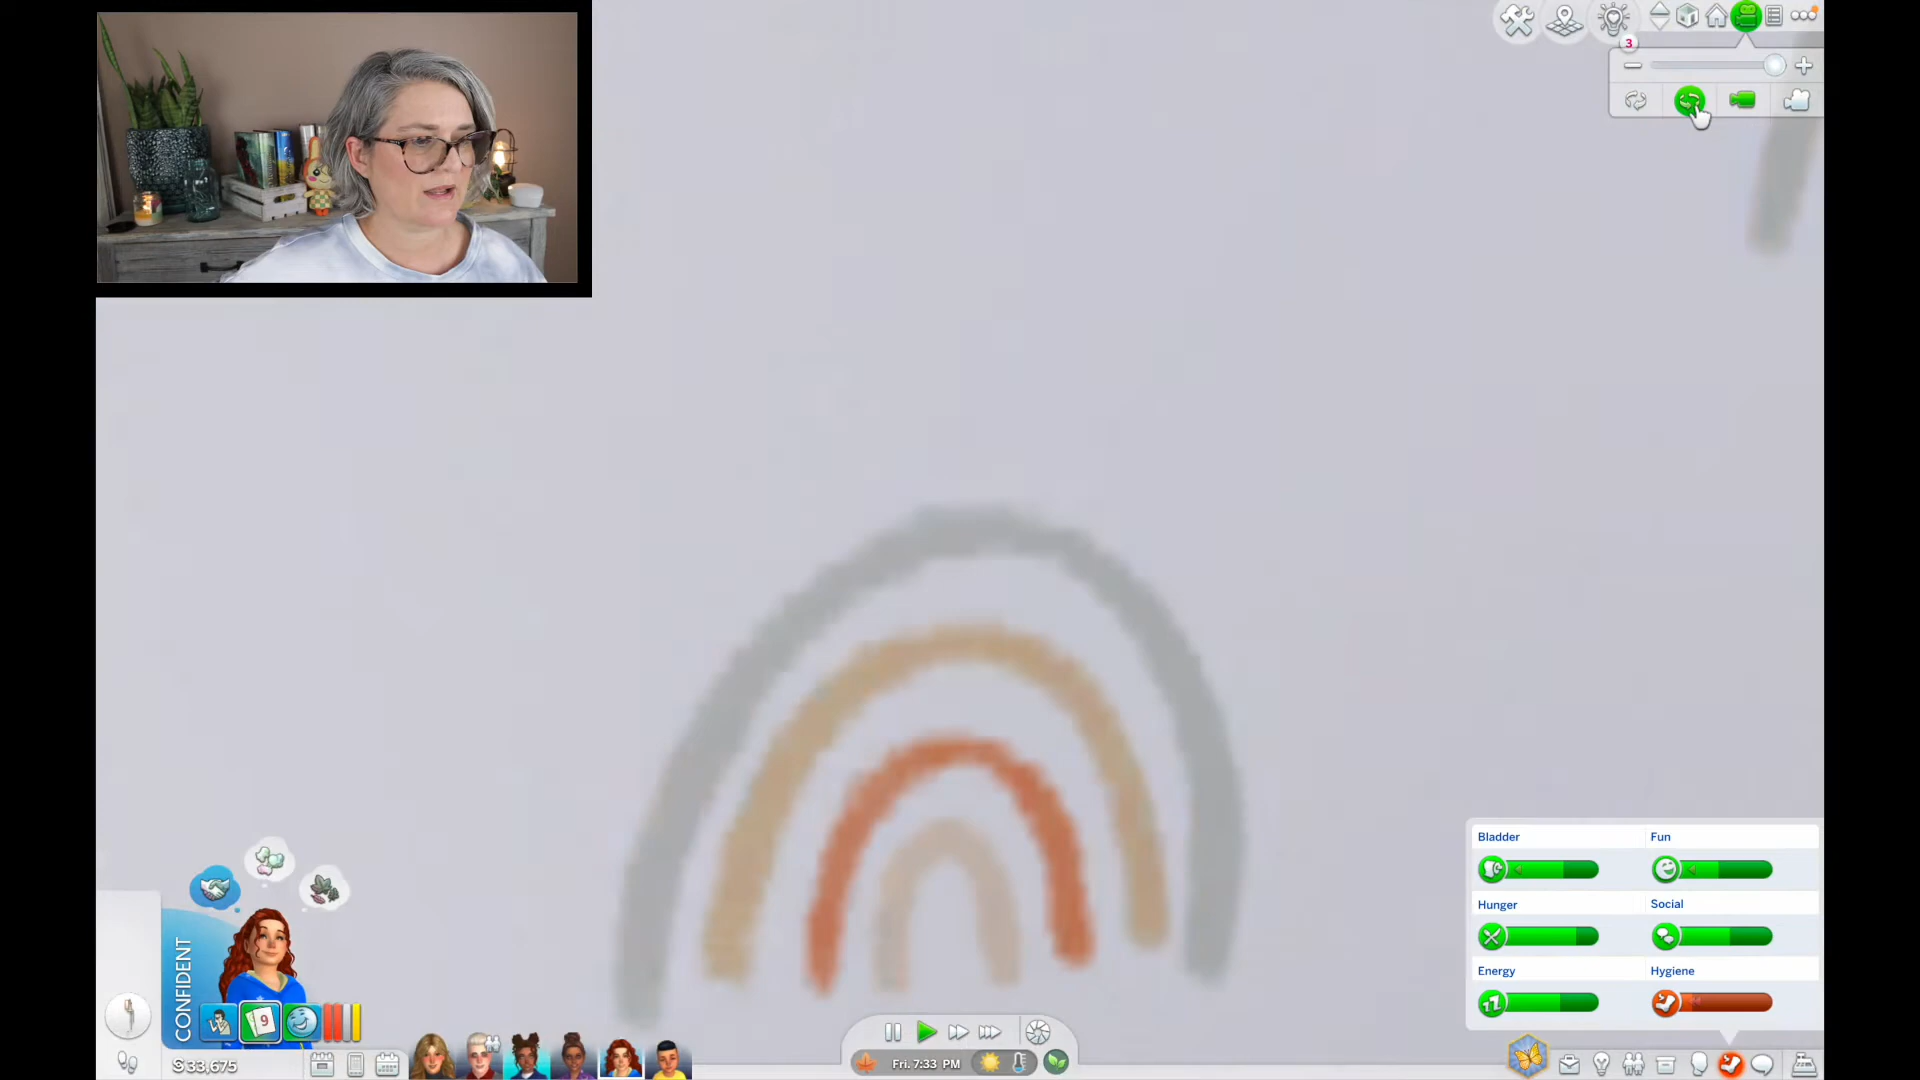 3
Bladder
Fun
Hunger
Social
Energy
Hygiene
CONFIDENT
9
33,675
Fri. 7:33 PM